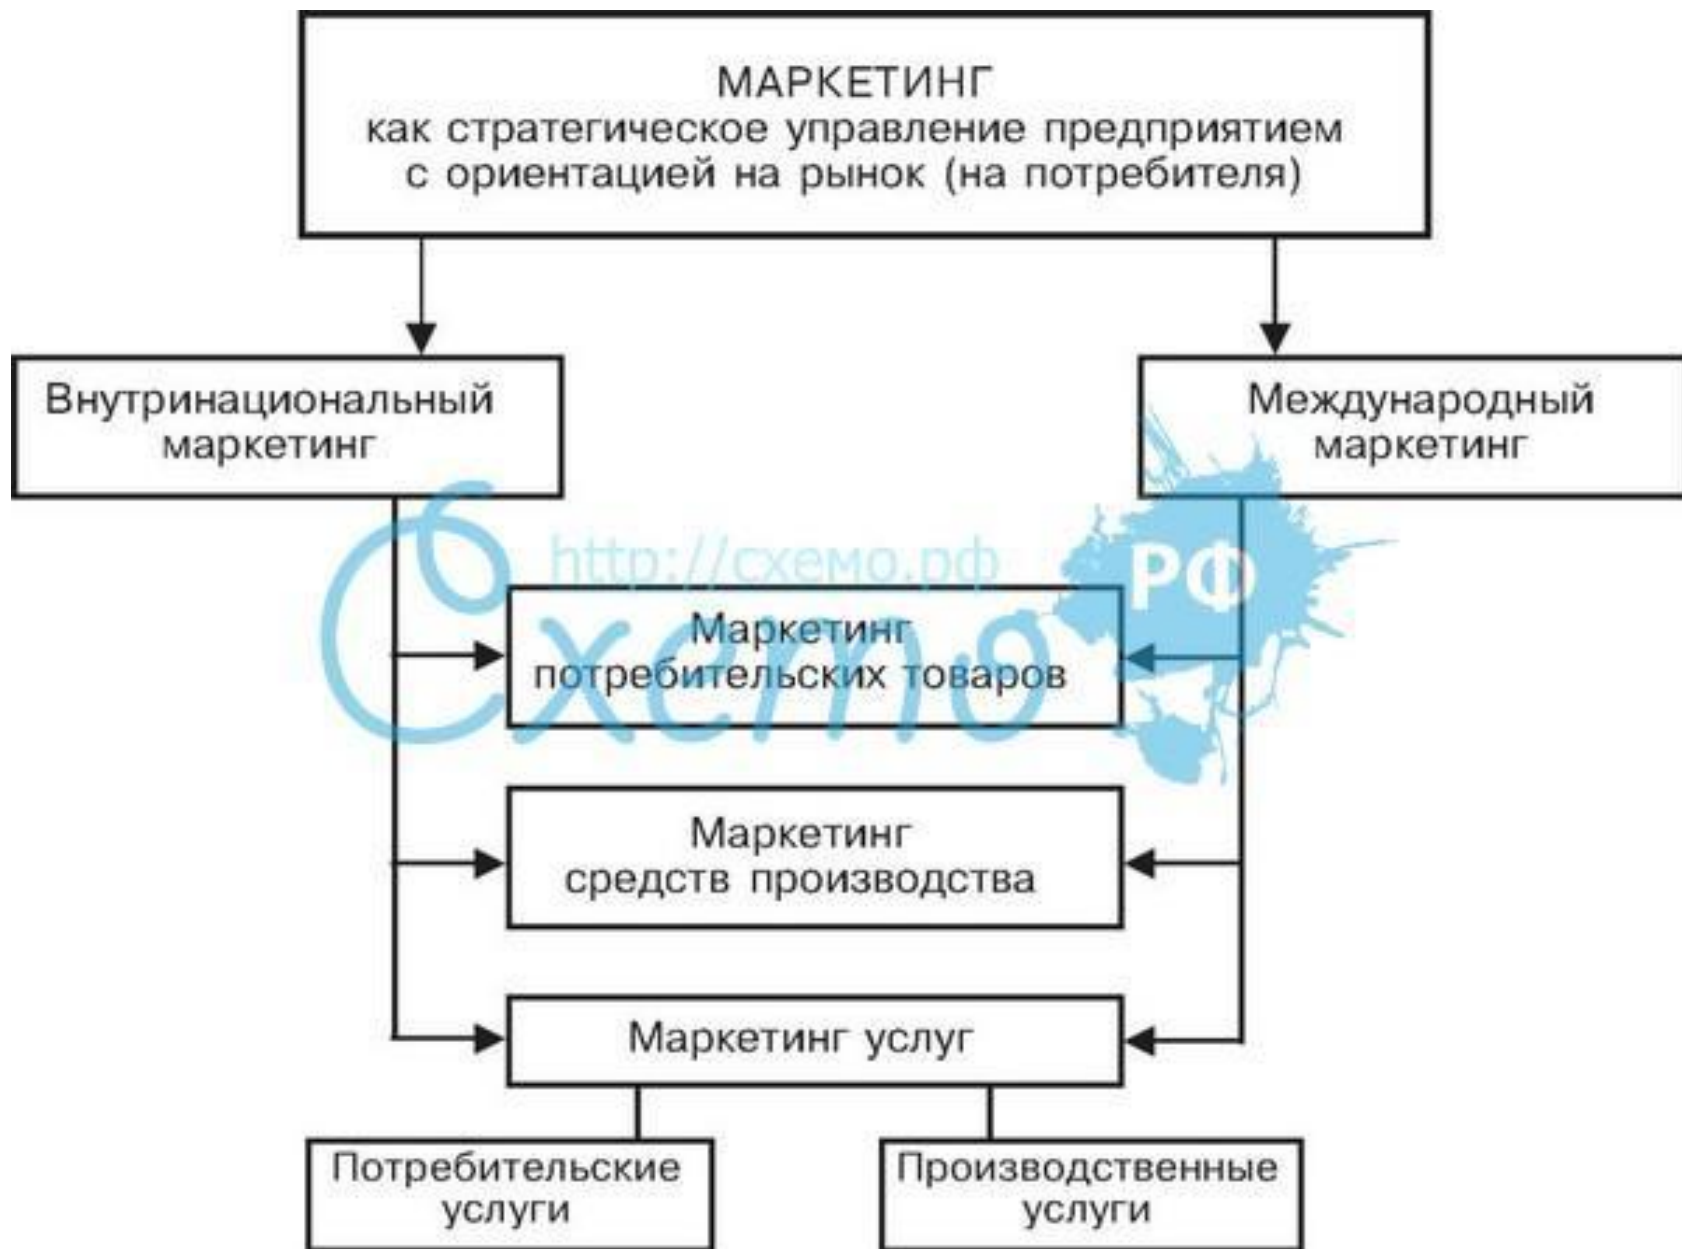 МАРКЕТИНГ
как стратегическое управление предприятием
с ориентацией на рынок (на потребителя)
Внутринациональный
маркетинг
Международный
маркетинг
http://схемо.рф
РФ
Схемо
Маркетинг
потребительских товаров
Маркетинг
средств производства
Маркетинг услуг
Потребительские
услуги
Производственные
услуги